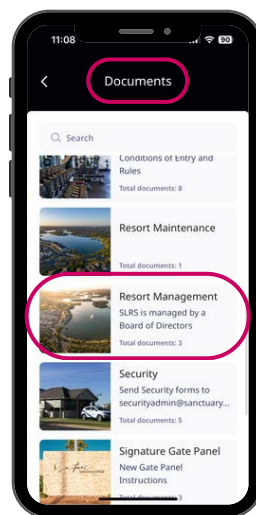 11:08
90
Documents
Search
Conditions of Entry and
Rules
Total documents: 8
Resort Maintenance
Total documents: 1
Resort Management
SLRS is managed by a
Board of Directors
Total documents: 3
Security
Send Security forms to
securityadmin@sanctuary...
Total documents: 5
Signature Gate Panel
New Gate Panel
Instructions